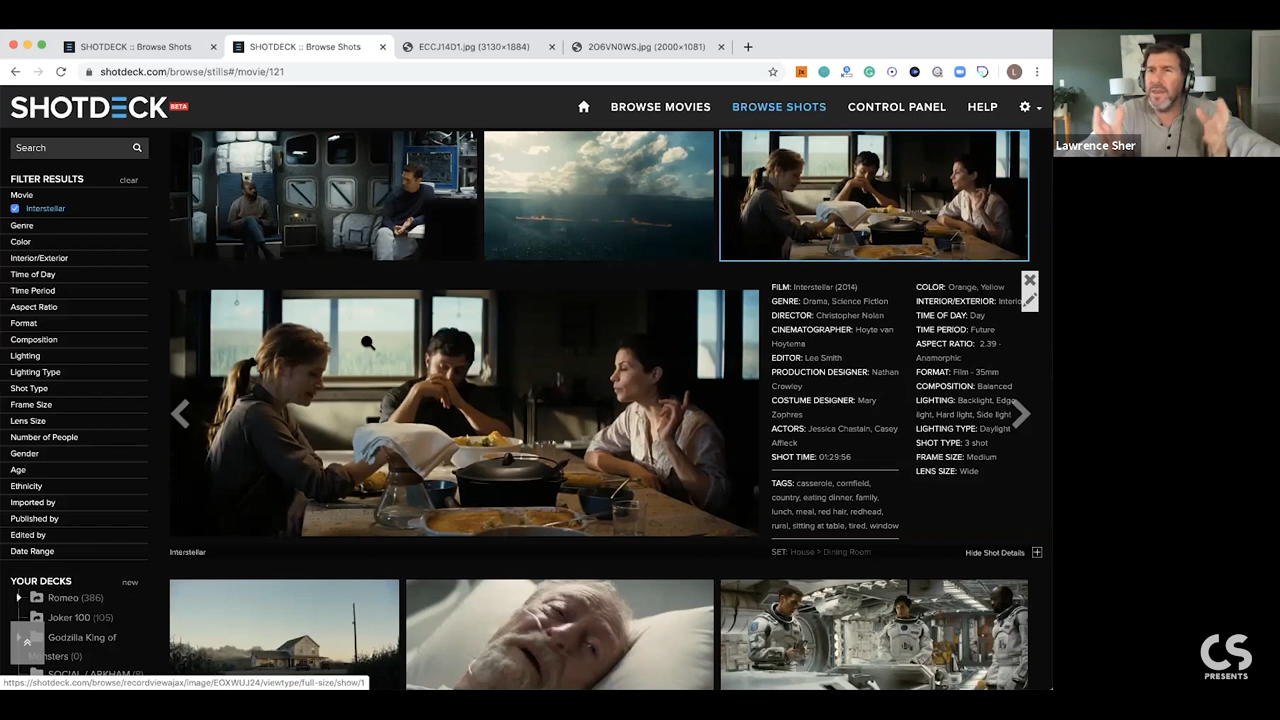 SHOTDECK :: Browse Shots
SHOTDECK :: Browse Shots
ECCJ14D1.jpg (3130×1884)
2O6VN0WS.jpg (2000×1081)
shotdeck.com/browse/stills#/movie/121
L
SHOTDECK BETA
BROWSE MOVIES
BROWSE SHOTS
CONTROL PANEL
HELP
Lawrence Sher
Search
FILTER RESULTS
clear
Movie
Interstellar
Genre
Color
Interior/Exterior
Time of Day
Time Period
Aspect Ratio
Format
Composition
Lighting
Lighting Type
Shot Type
Frame Size
Lens Size
Number of People
Gender
Age
Ethnicity
Imported by
Published by
Edited by
Date Range
YOUR DECKS
new
Romeo (386)
Joker 100 (105)
Godzilla King of
Monsters (0)
SOCIAL / ARKHAM
FILM: Interstellar (2014)
GENRE: Drama, Science Fiction
DIRECTOR: Christopher Nolan
CINEMATOGRAPHER: Hoyte van
Hoytema
EDITOR: Lee Smith
PRODUCTION DESIGNER: Nathan
Crowley
COSTUME DESIGNER: Mary
Zophres
ACTORS: Jessica Chastain, Casey
Affleck
SHOT TIME: 01:29:56
TAGS: casserole, cornfield,
country, eating dinner, family,
lunch, meal, red hair, redhead,
rural, sitting at table, tired, window
SET: House > Dining Room
COLOR: Orange, Yellow
INTERIOR/EXTERIOR: Interio
TIME OF DAY: Day
TIME PERIOD: Future
ASPECT RATIO: 2.39 -
Anamorphic
FORMAT: Film - 35mm
COMPOSITION: Balanced
LIGHTING: Backlight, Edge
light, Hard light, Side light
LIGHTING TYPE: Daylight
SHOT TYPE: 3 shot
FRAME SIZE: Medium
LENS SIZE: Wide
Interstellar
Hide Shot Details
https://shotdeck.com/browse/recordviewajax/image/EOXWUJ24/viewtype/full-size/show/1
CS
PRESENTS